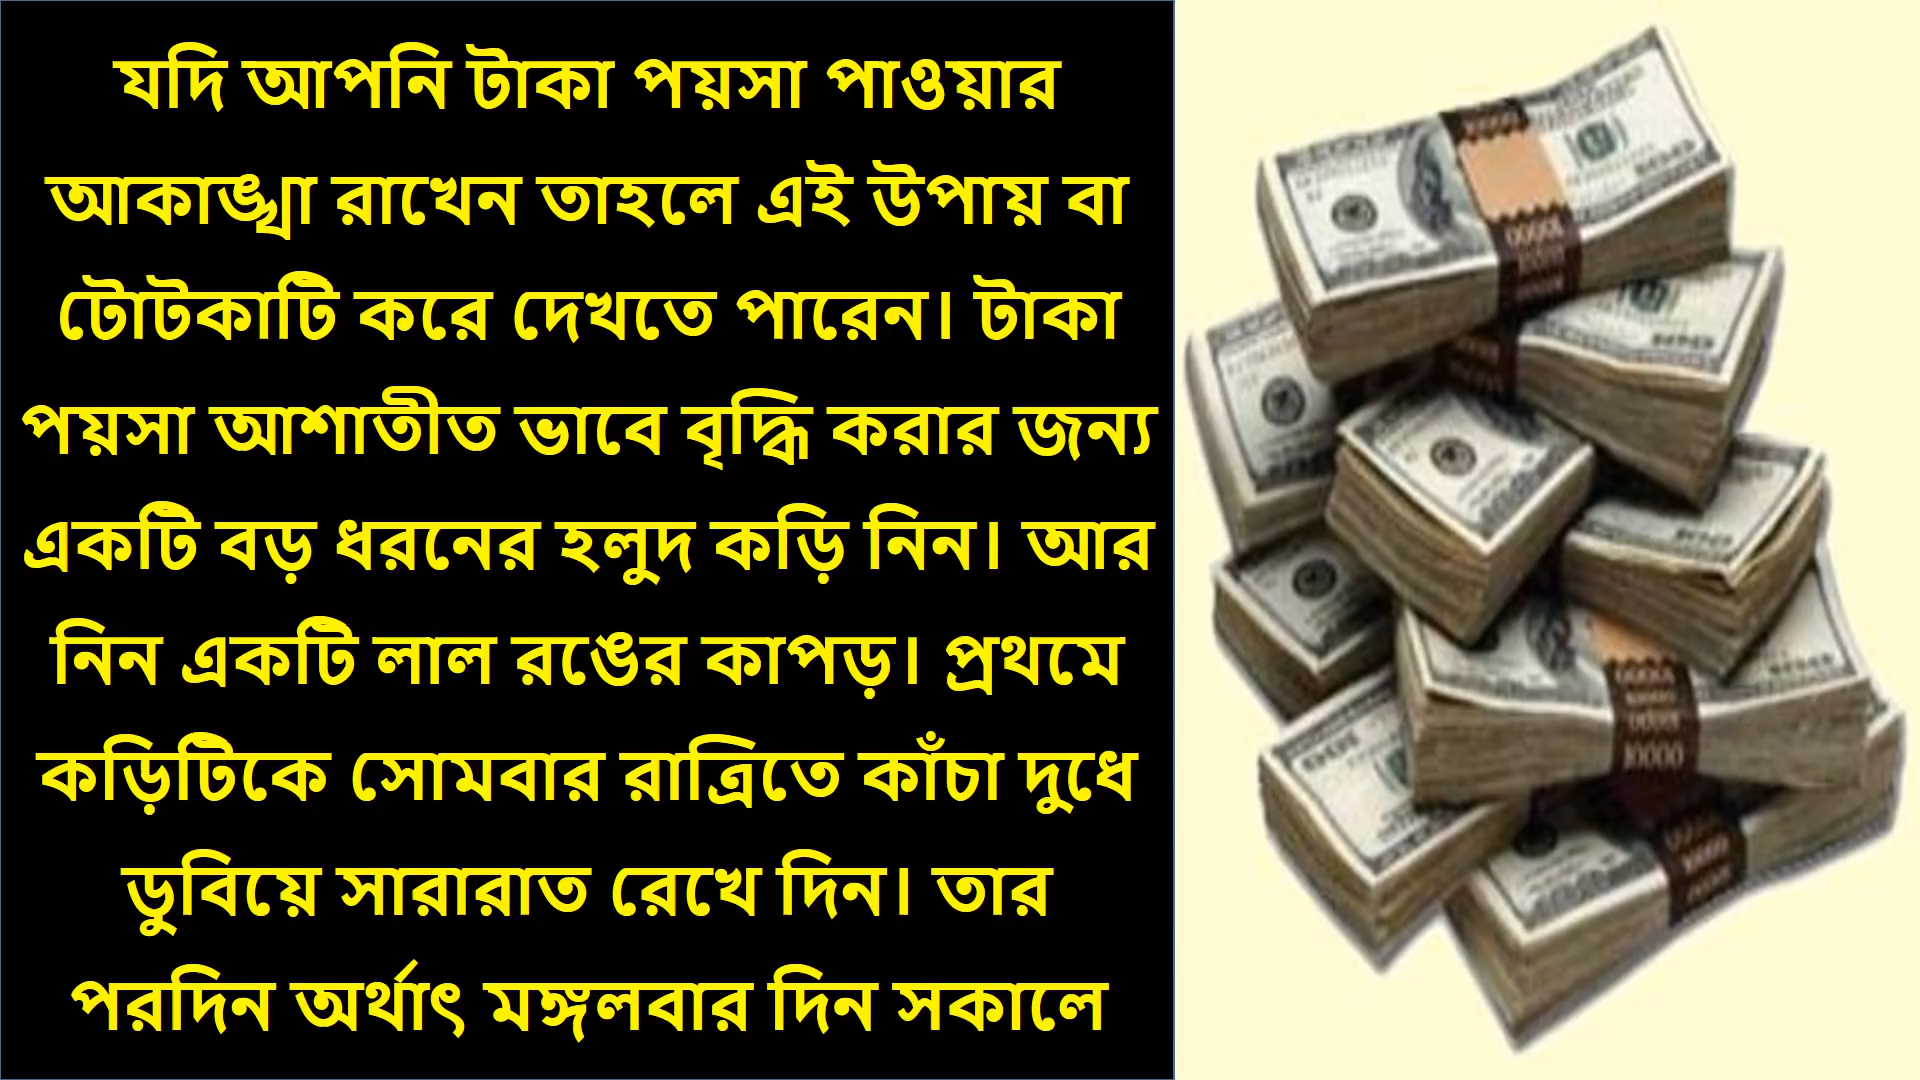 যদি আপনি টাকা পয়সা পাওয়ার
আকাঙ্খা রাখেন তাহলে এই উপায় বা
টোটকাটি করে দেখতে পারেন। টাকা
পয়সা আশাতীত ভাবে বৃদ্ধি করার জন্য
একটি বড় ধরনের হলুদ কড়ি নিন। আর
নিন একটি লাল রঙের কাপড়। প্রথমে
কড়িটিকে সোমবার রাত্রিতে কাঁচা দুধে
ডুবিয়ে সারারাত রেখে দিন। তার
পরদিন অর্থাৎ মঙ্গলবার দিন সকালে
10000